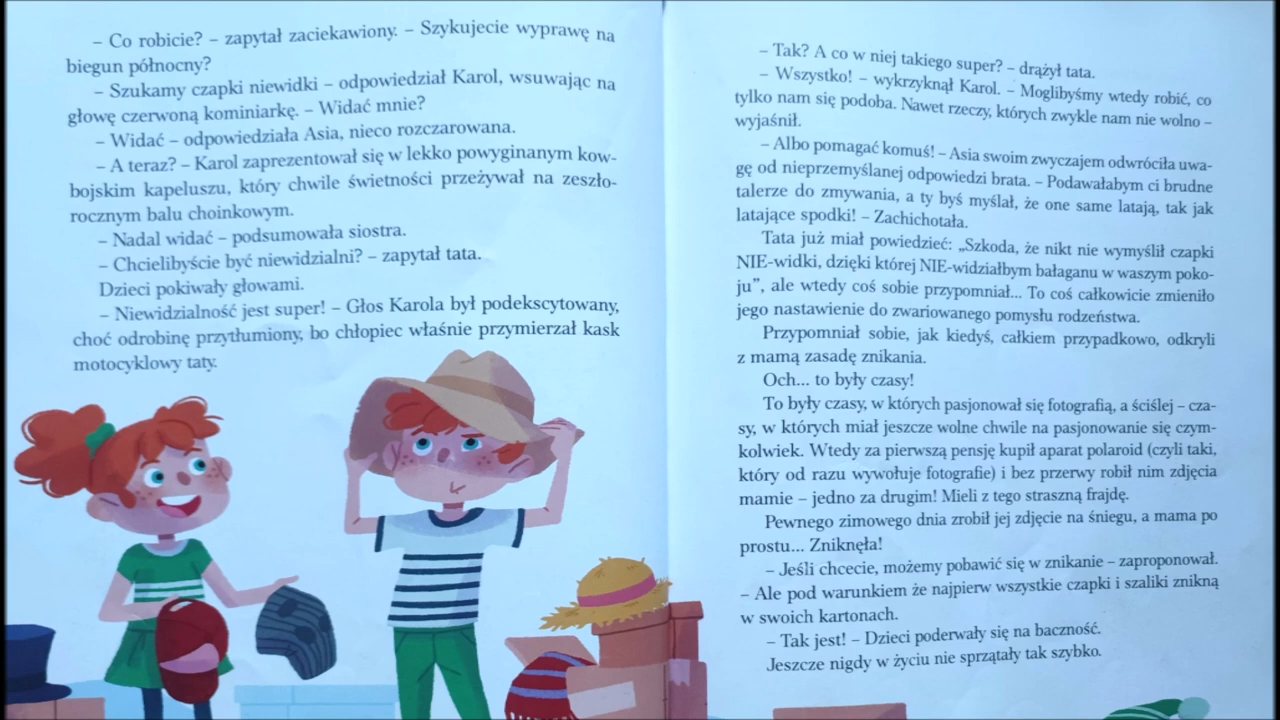 – Co robicie? – zapytał zaciekawiony. – Szykujecie wyprawę na
biegun północny?
– Szukamy czapki niewidki – odpowiedział Karol, wsuwając na
głowę czerwoną kominiarkę. – Widać mnie?
– Widać – odpowiedziała Asia, nieco rozczarowana.
– A teraz? – Karol zaprezentował się w lekko powyginanym kow-
bojskim kapeluszu, który chwile świetności przeżywał na zeszło-
rocznym balu choinkowym.
– Nadal widać – podsumowała siostra.
– Chcielibyście być niewidzialni? – zapytał tata.
Dzieci pokiwały głowami.
– Niewidzialność jest super! – Głos Karola był podekscytowany,
choć odrobinę przytłumiony, bo chłopiec właśnie przymierzał kask
motocyklowy taty.
– Tak? A co w niej takiego super? – drążył tata.
– Wszystko! – wykrzyknął Karol. – Moglibyśmy wtedy robić, co
tylko nam się podoba. Nawet rzeczy, których zwykle nam nie wolno –
wyjaśnił.
– Albo pomagać komuś! – Asia swoim zwyczajem odwróciła uwa-
gę od nieprzemyślanej odpowiedzi brata. – Podawałabym ci brudne
talerze do zmywania, a ty byś myślał, że one same latają, tak jak
latające spodki! – Zachichotała.
Tata już miał powiedzieć: „Szkoda, że nikt nie wymyślił czapki
NIE-widki, dzięki której NIE-widziałbym bałaganu w waszym poko-
ju”, ale wtedy coś sobie przypomniał... To coś całkowicie zmieniło
jego nastawienie do zwariowanego pomysłu rodzeństwa.
Przypomniał sobie, jak kiedyś, całkiem przypadkowo, odkryli
z mamą zasadę znikania.
Och... to były czasy!
To były czasy, w których pasjonował się fotografią, a ściślej – cza-
sy, w których miał jeszcze wolne chwile na pasjonowanie się czym-
kolwiek. Wtedy za pierwszą pensję kupił aparat polaroid (czyli taki,
który od razu wywołuje fotografie) i bez przerwy robił nim zdjęcia
mamie – jedno za drugim! Mieli z tego straszną frajdę.
Pewnego zimowego dnia zrobił jej zdjęcie na śniegu, a mama po
prostu... Zniknęła!
– Jeśli chcecie, możemy pobawić się w znikanie – zaproponował.
– Ale pod warunkiem że najpierw wszystkie czapki i szaliki znikną
w swoich kartonach.
– Tak jest! – Dzieci poderwały się na baczność.
Jeszcze nigdy w życiu nie sprzątały tak szybko.